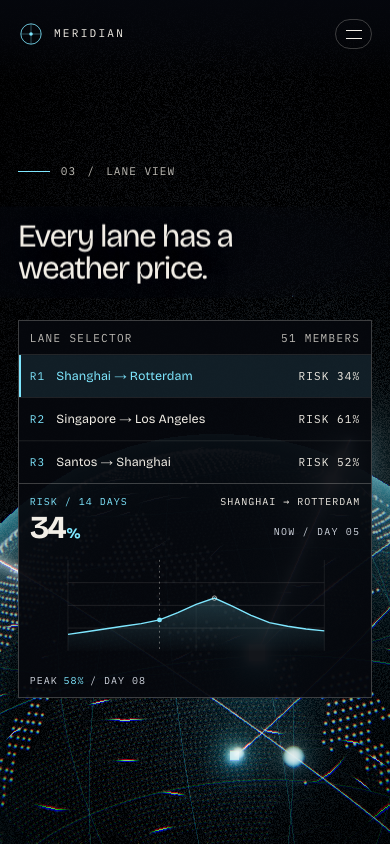 MERIDIAN
03 / LANE VIEW
Every lane has a
weather price.
LANE SELECTOR 51 MEMBERS
R1 Shanghai → Rotterdam RISK 34%
R2 Singapore → Los Angeles RISK 61%
R3 Santos → Shanghai RISK 52%
RISK / 14 DAYS SHANGHAI → ROTTERDAM
34% NOW / DAY 05
PEAK 58% / DAY 08